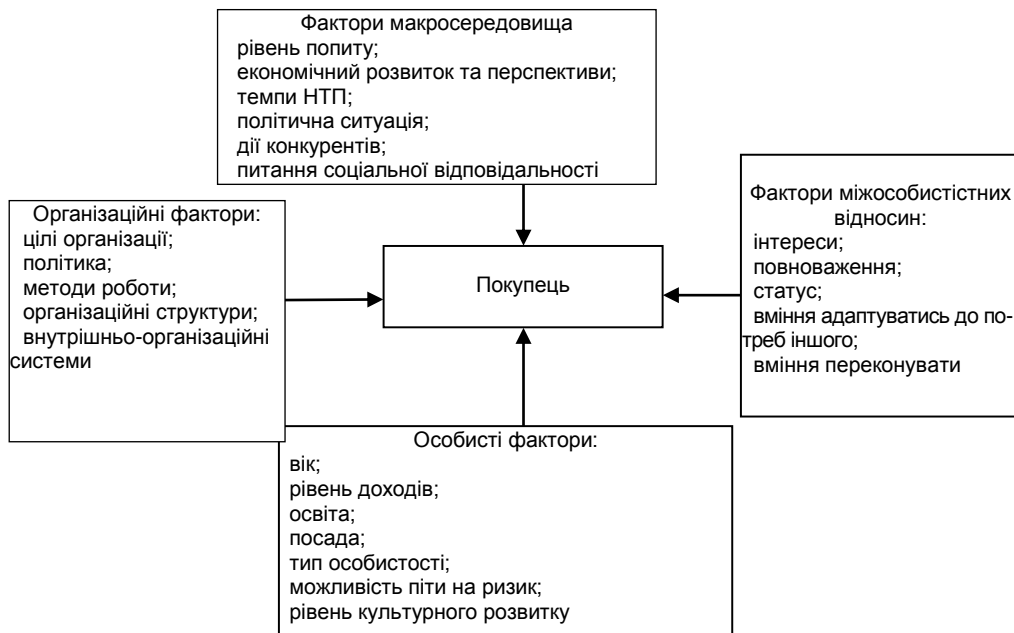 Фактори макросередовища
рівень попиту;
економічний розвиток та перспективи;
темпи НТП;
політична ситуація;
дії конкурентів;
питання соціальної відповідальності
Організаційні фактори:
цілі організації;
політика;
методи роботи;
організаційні структури;
внутрішньо-організаційні
системи
Покупець
Фактори міжособистістних
відносин:
інтереси;
повноваження;
статус;
вміння адаптуватись до по-
треб іншого;
вміння переконувати
Особисті фактори:
вік;
рівень доходів;
освіта;
посада;
тип особистості;
можливість піти на ризик;
рівень культурного розвитку